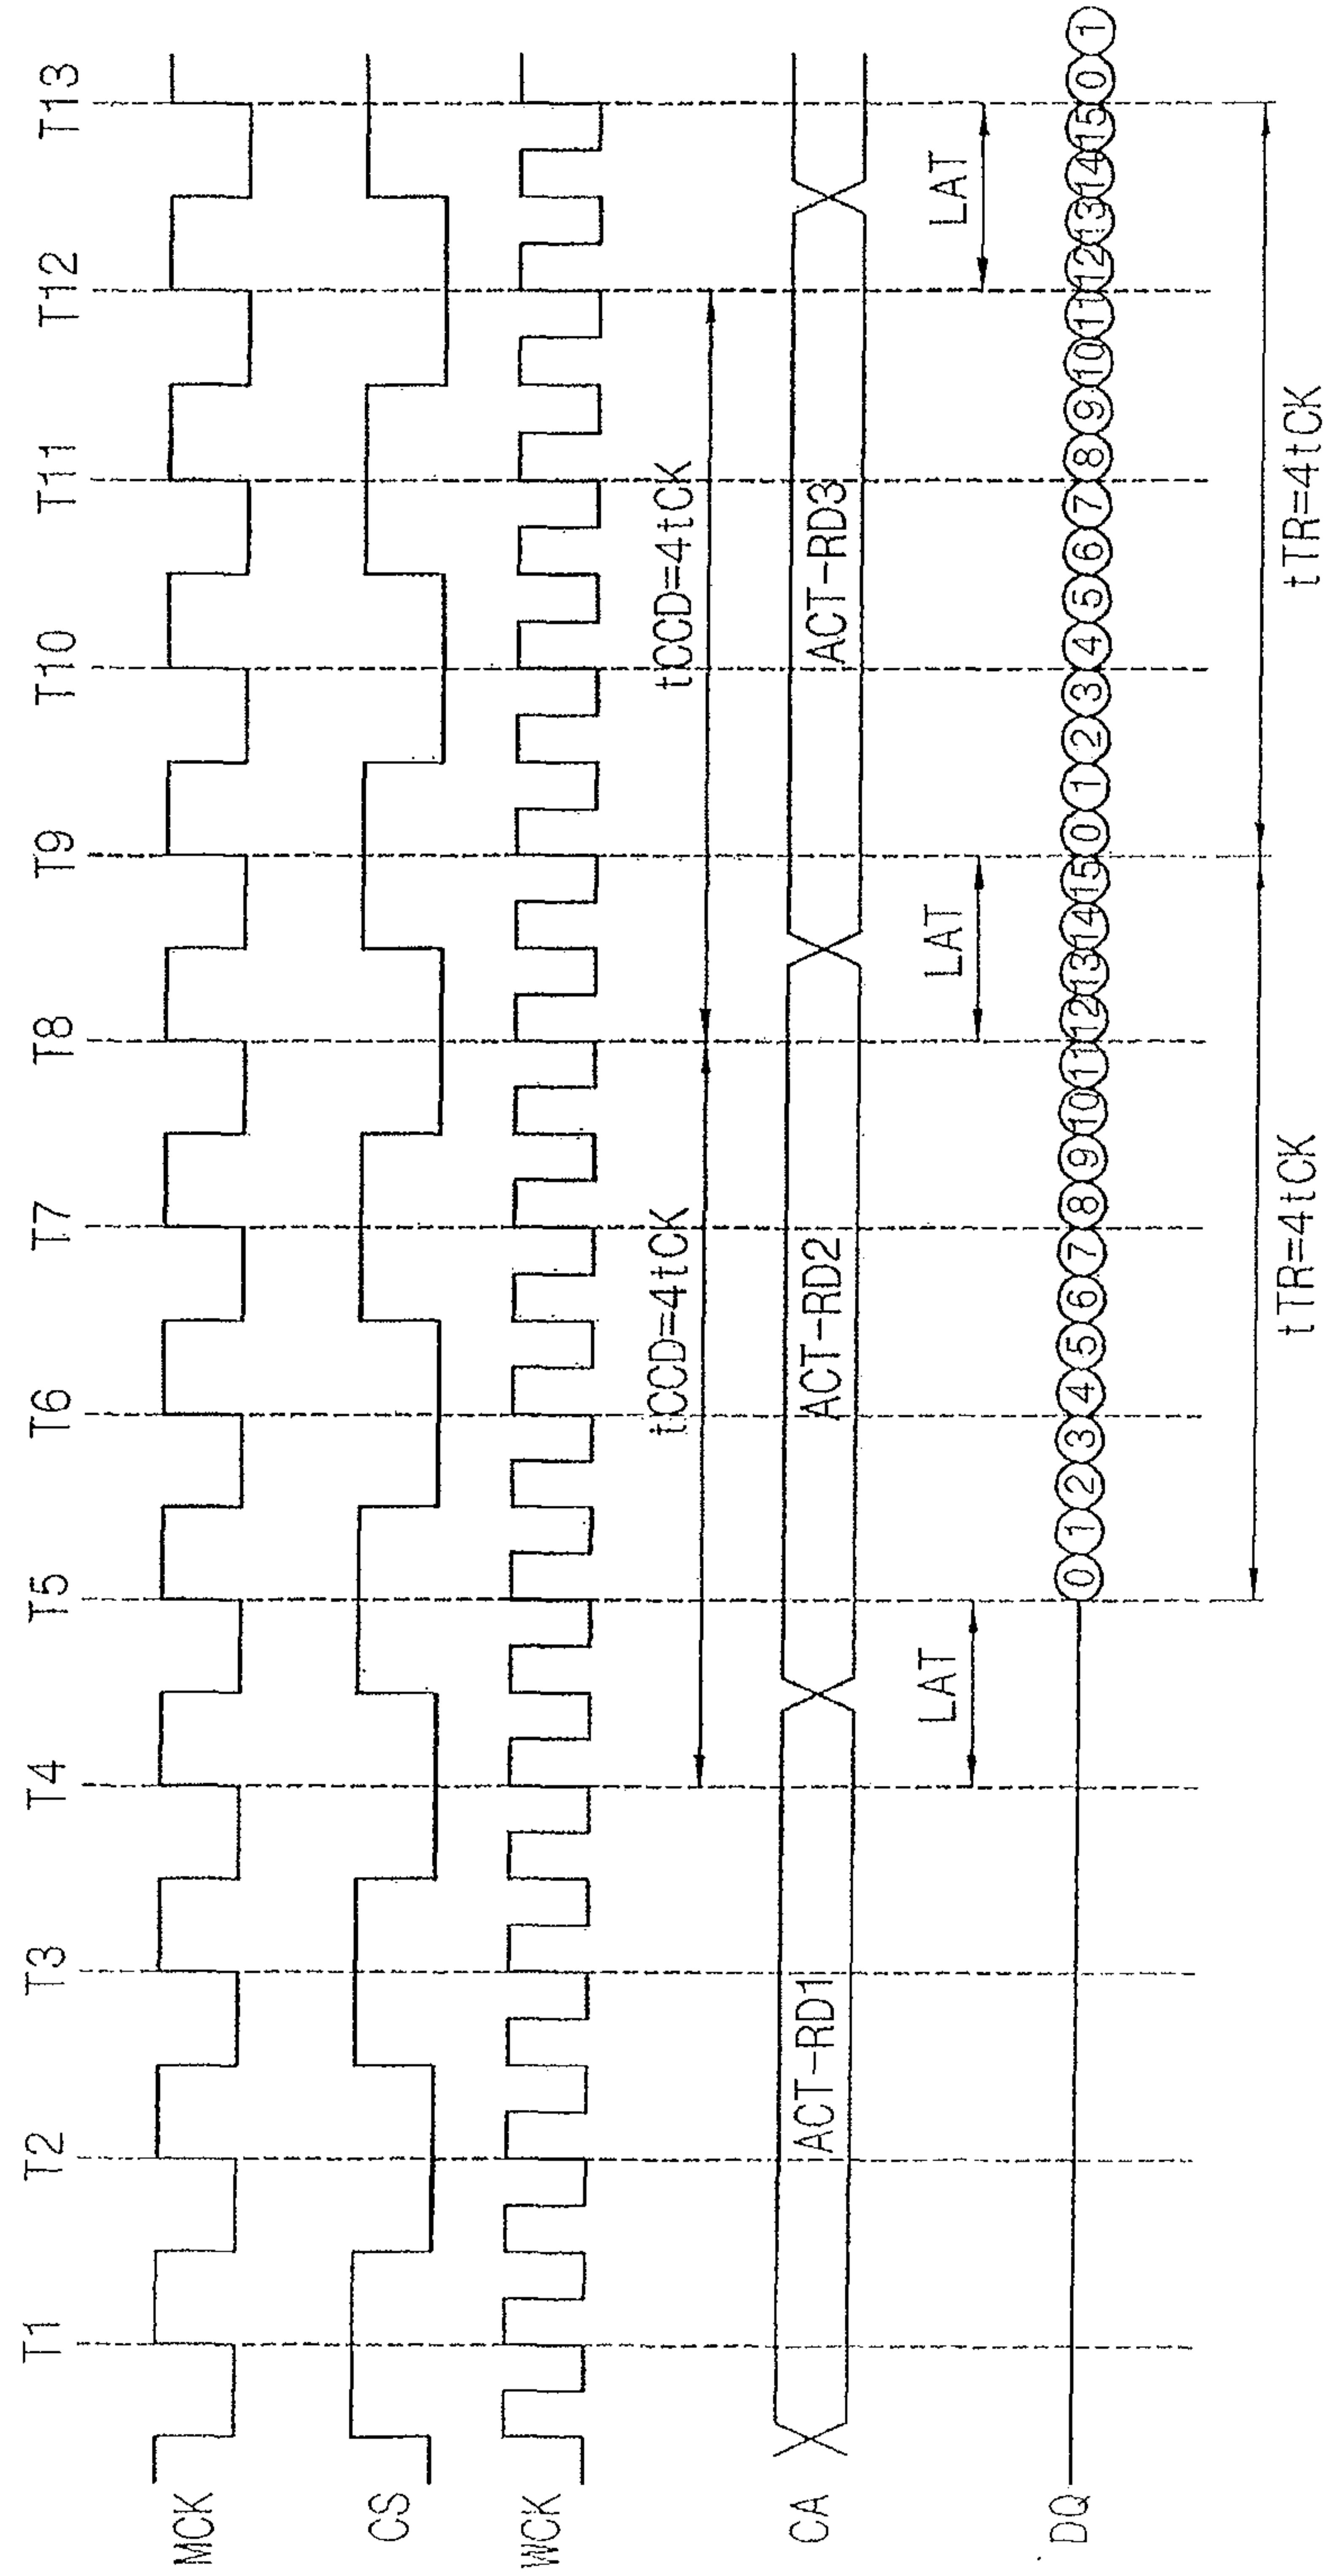 T1 T2 T3 T4 T5 T6 T7 T8 T9 T10 T11 T12 T13
MCK
CS
WCK
tCCD=4tCK tCCD=4tCK
CA ACT-RD1 ACT-RD2 ACT-RD3
LAT LAT LAT
DQ 0 1 2 3 4 5 6 7 8 9 10 11 12 13 14 15 0 1 2 3 4 5 6 7 8 9 10 11 12 13 14 15 0 1
tTR=4tCK tTR=4tCK